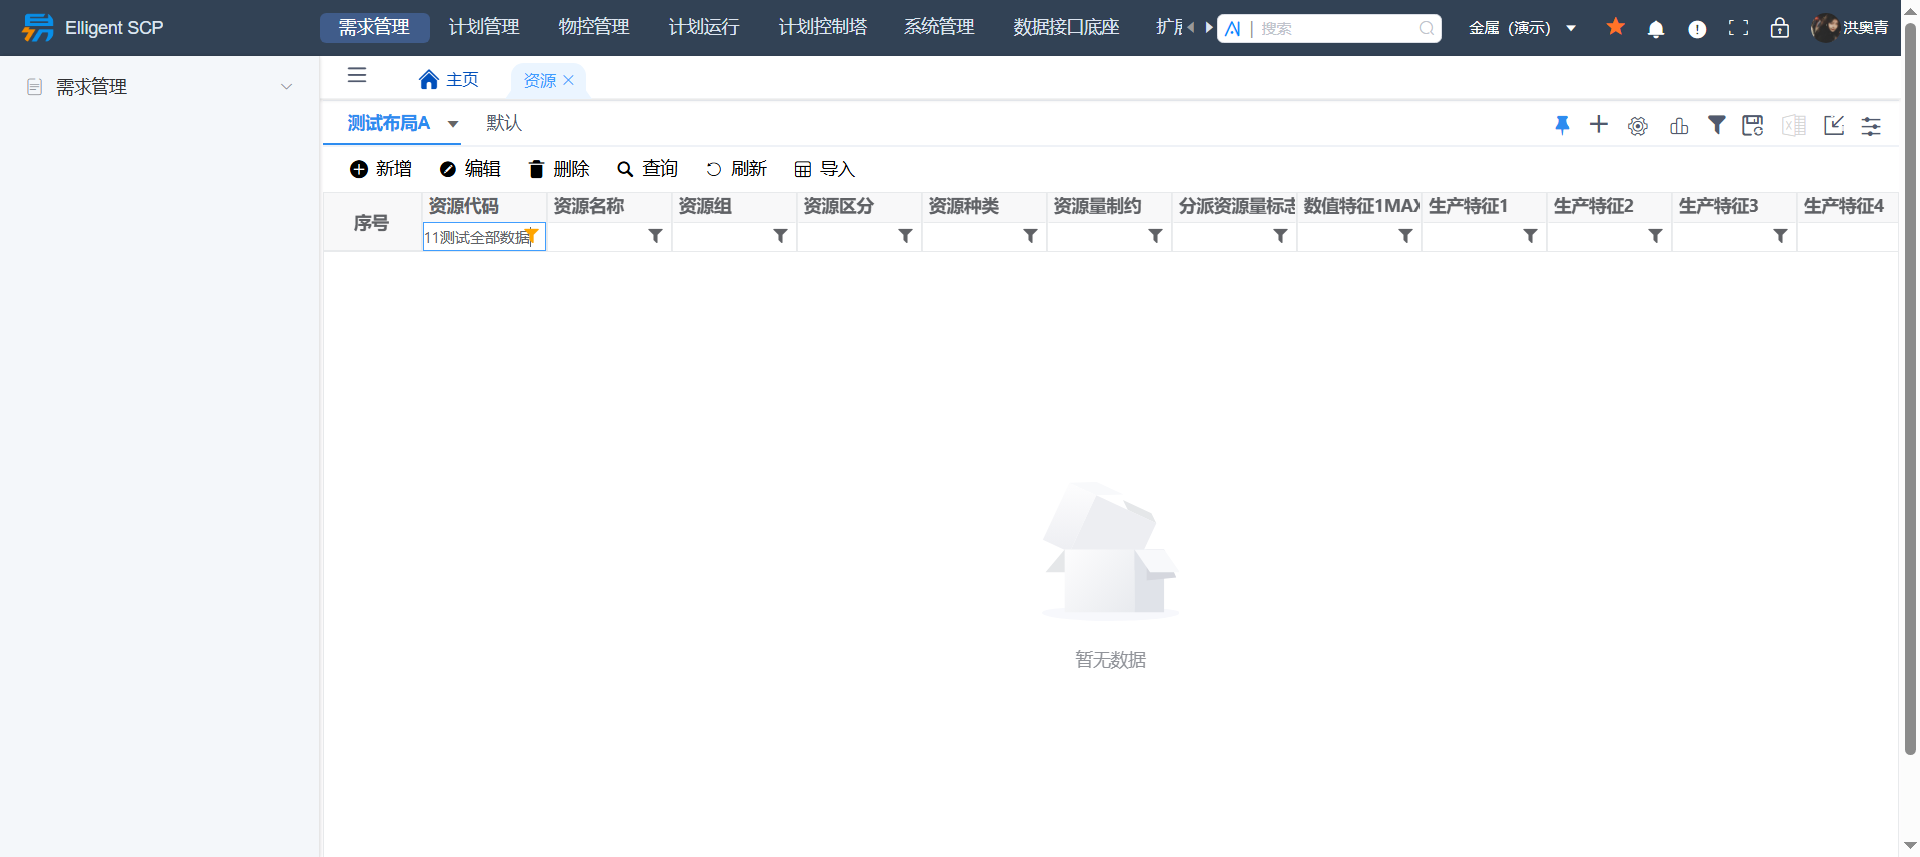 Elligent SCP
需求管理 计划管理 物控管理 计划运行 计划控制塔 系统管理 数据接口底座 扩
搜索
金属 (演示)
洪奥青
需求管理
主页 资源
测试布局A 默认
新增 编辑 删除 查询 刷新 导入
序号 资源代码 资源名称 资源组 资源区分 资源种类 资源量制约 分派资源量标志 数值特征1MAX 生产特征1 生产特征2 生产特征3 生产特征4
11测试全部数据
暂无数据